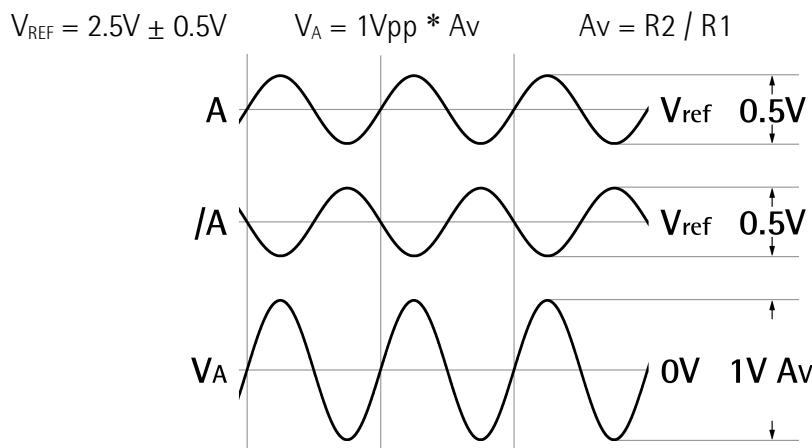 VREF = 2.5V ± 0.5V VA = 1Vpp * Av Av = R2 / R1
A Vref 0.5V
/A Vref 0.5V
VA 0V 1V Av